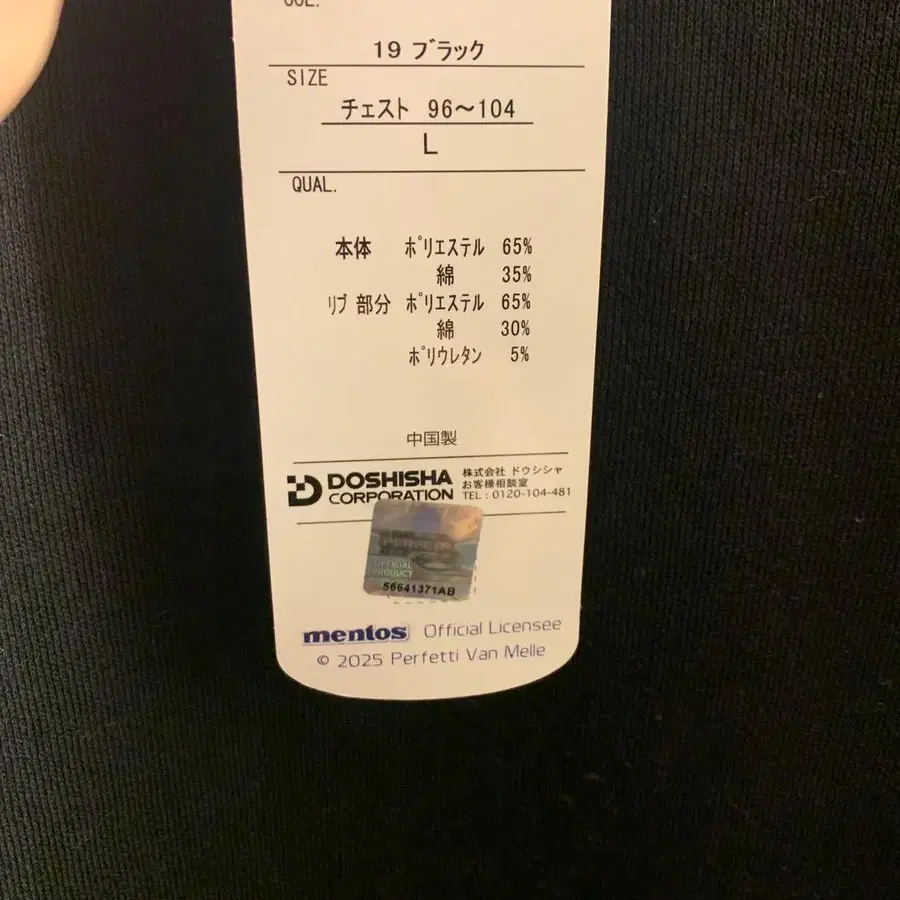 COL.
19 ブラック
SIZE
チェスト 96～104
L
QUAL.
本体 ポリエステル 65%
綿 35%
リブ 部分 ポリエステル 65%
綿 30%
ポリウレタン 5%
中国製
DOSHISHA
CORPORATION
株式会社 ドウシシャ
お客様相談室
TEL：0120-104-481
PERFETTI
OFFICIAL
PRODUCT
56641371AB
mentos Official Licensee
© 2025 Perfetti Van Melle